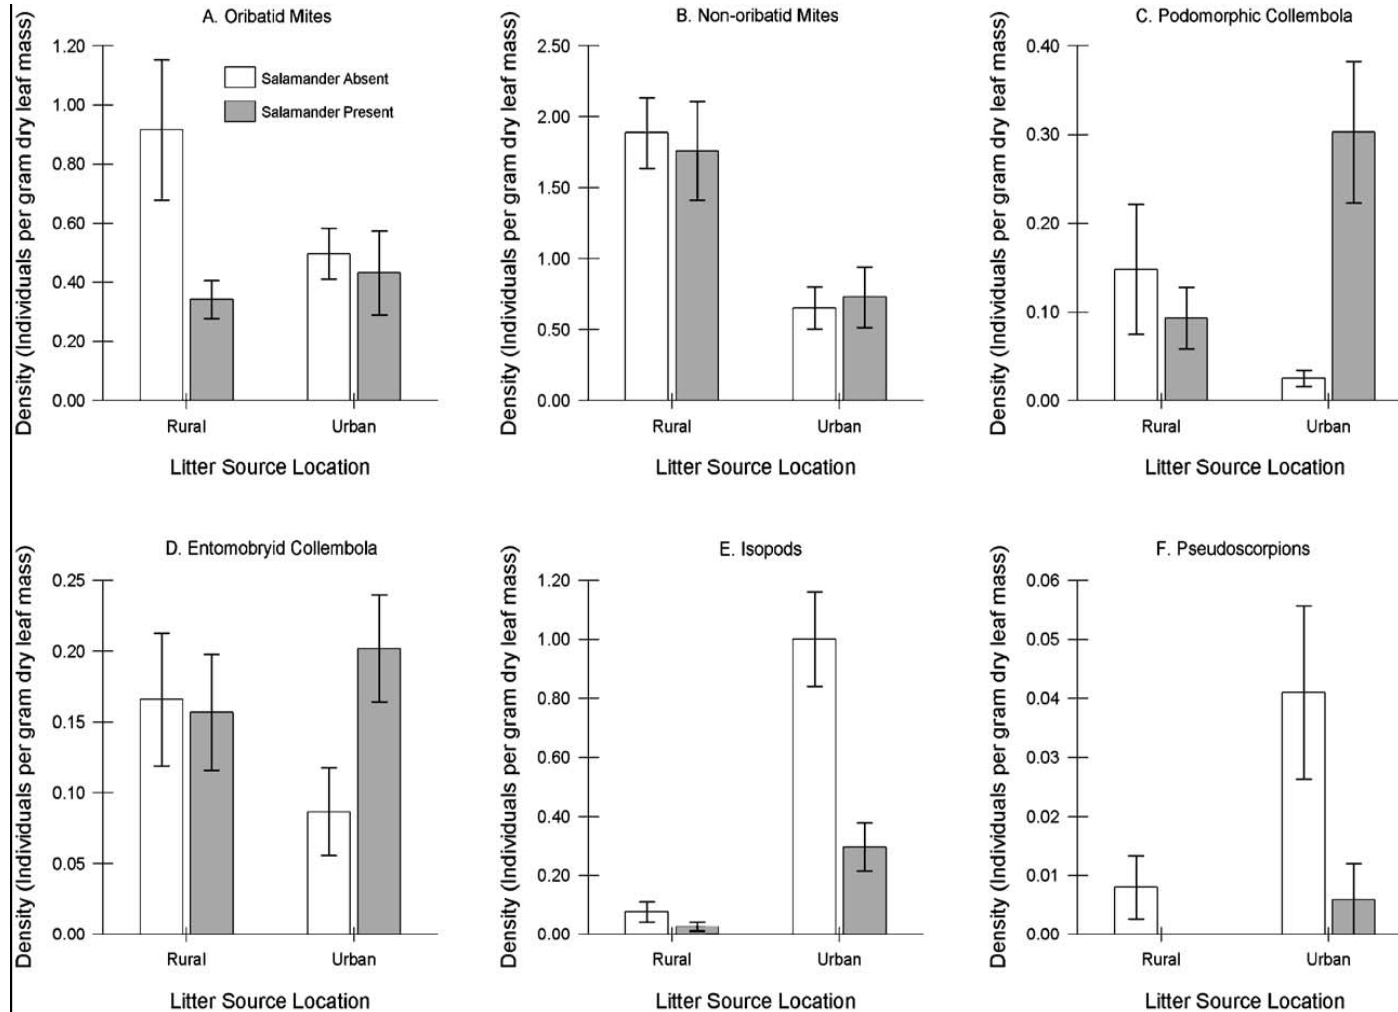 A. Oribatid Mites
Density (Individuals per gram dry leaf mass)
1.20
1.00
0.80
0.60
0.40
0.20
0.00
Salamander Absent
Salamander Present
Rural
Urban
Litter Source Location
B. Non-oribatid Mites
Density (Individuals per gram dry leaf mass)
2.50
2.00
1.50
1.00
0.50
0.00
Rural
Urban
Litter Source Location
C. Podomorphic Collembola
Density (Individuals per gram dry leaf mass)
0.40
0.30
0.20
0.10
0.00
Rural
Urban
Litter Source Location
D. Entomobryid Collembola
Density (Individuals per gram dry leaf mass)
0.25
0.20
0.15
0.10
0.05
0.00
Rural
Urban
Litter Source Location
E. Isopods
Density (Individuals per gram dry leaf mass)
1.20
1.00
0.80
0.60
0.40
0.20
0.00
Rural
Urban
Litter Source Location
F. Pseudoscorpions
Density (Individuals per gram dry leaf mass)
0.06
0.05
0.04
0.03
0.02
0.01
0.00
Rural
Urban
Litter Source Location